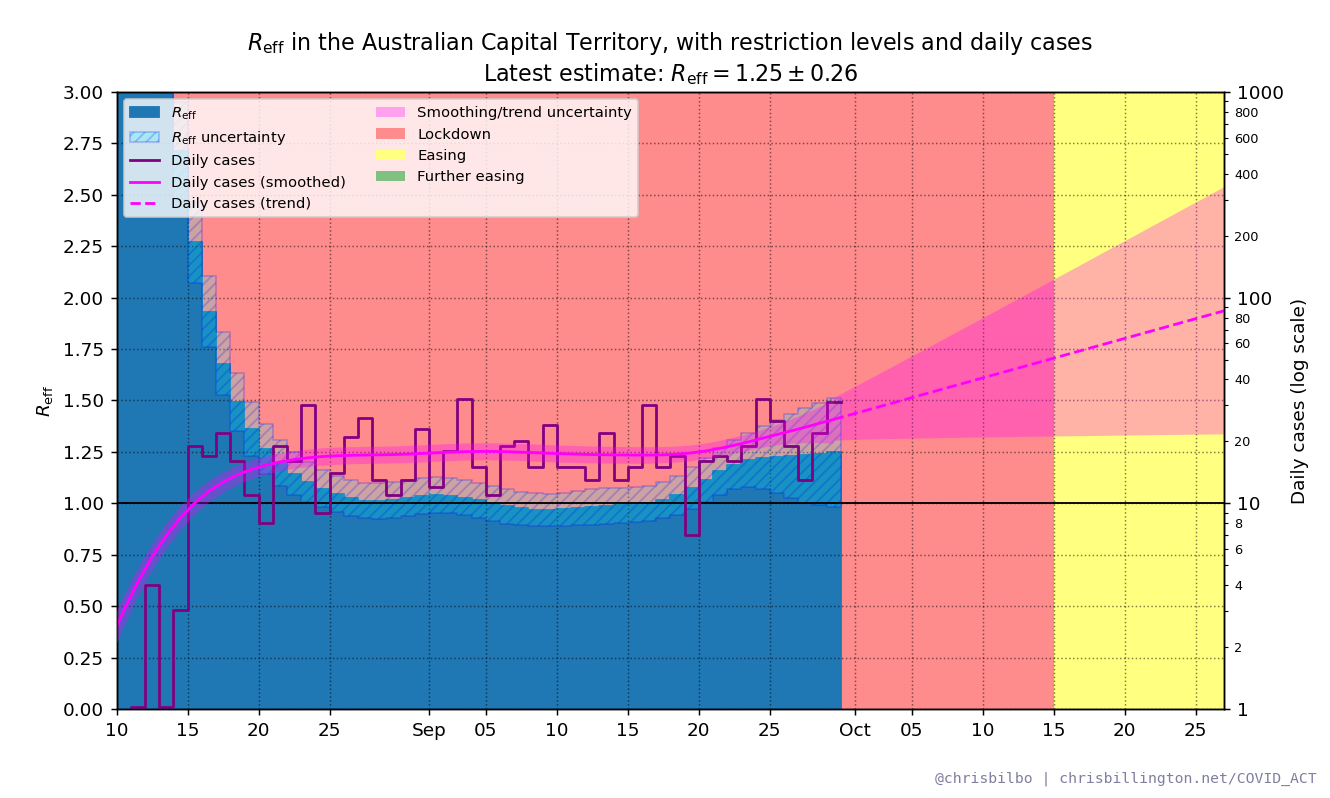 R_eff in the Australian Capital Territory, with restriction levels and daily cases
Latest estimate: R_eff = 1.25 ± 0.26
R_eff
R_eff uncertainty
Daily cases
Daily cases (smoothed)
Daily cases (trend)
Smoothing/trend uncertainty
Lockdown
Easing
Further easing
R_eff
3.00
2.75
2.50
2.25
2.00
1.75
1.50
1.25
1.00
0.75
0.50
0.25
0.00
10 15 20 25 Sep 05 10 15 20 25 Oct 05 10 15 20 25
1000
800
600
400
200
100
80
60
40
20
10
8
6
4
2
1
Daily cases (log scale)
@chrisbilbo | chrisbillington.net/COVID_ACT